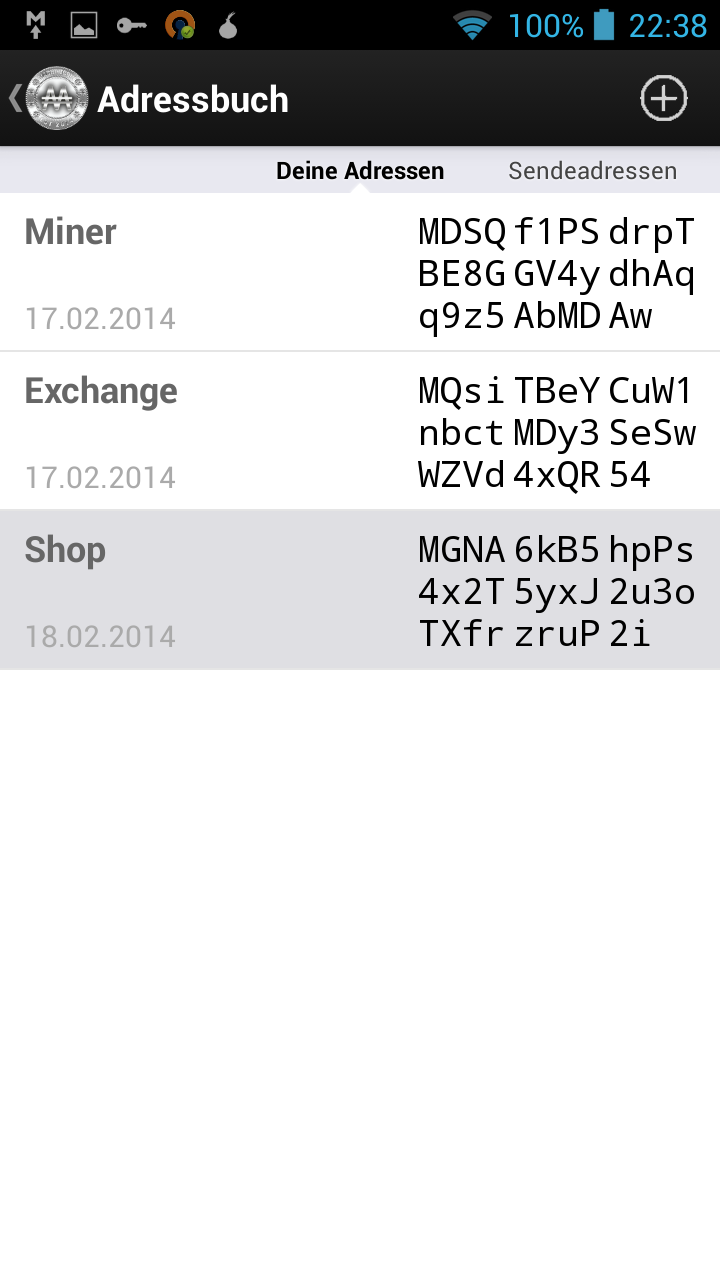 100% 22:38
Adressbuch
Deine Adressen Sendeadressen
Miner
MDSQ f1PS drpT
BE8G GV4y dhAq
17.02.2014
q9z5 AbMD Aw
Exchange
MQsi TBeY CuW1
nbct MDy3 SeSw
17.02.2014
WZVd 4xQR 54
Shop
MGNA 6kB5 hpPs
4x2T 5yxJ 2u3o
18.02.2014
TXfr zruP 2i